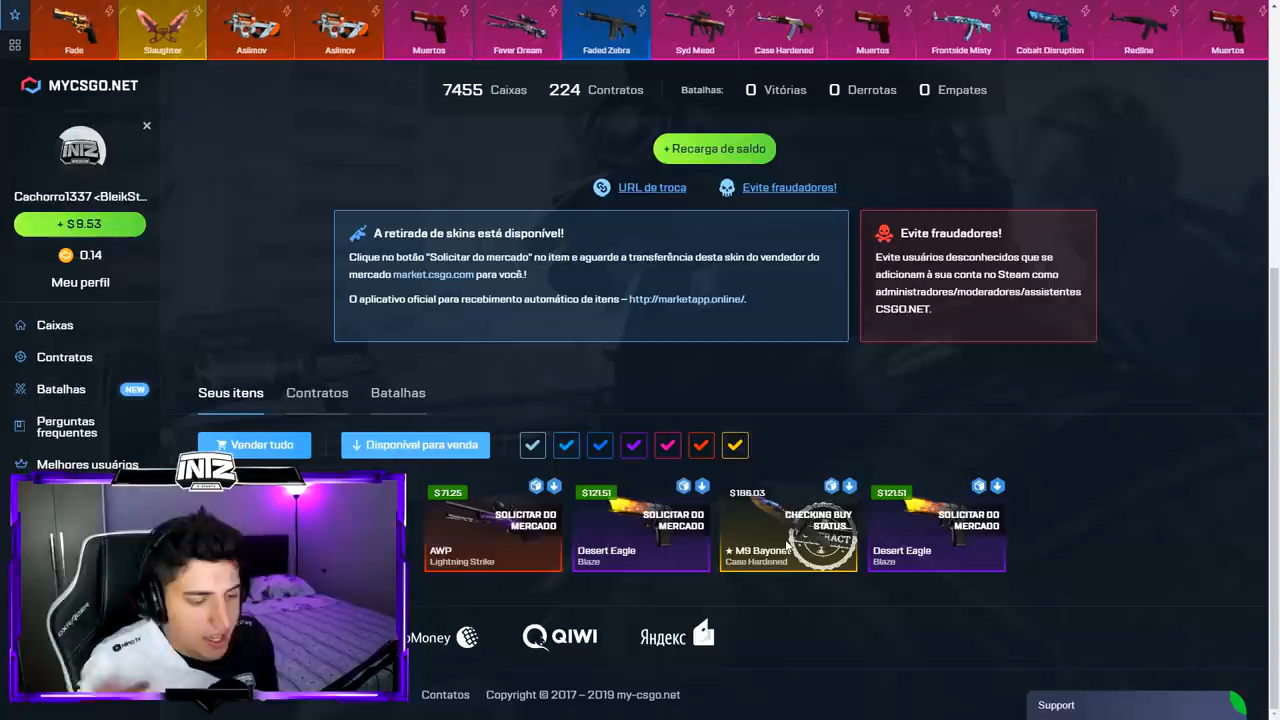 Fade
Slaughter
Asiimov
Asiimov
Muertos
Fever Dream
Faded Zebra
Syd Mead
Case Hardened
Muertos
Frontside Misty
Cobalt Disruption
Redline
Muertos
MYCSGO.NET
7455 Caixas
224 Contratos
Batalhas:
0 Vitórias
0 Derrotas
0 Empates
INTZ
Cachorro1337 <BleikSt...
+ $9.53
0.14
Meu perfil
+ Recarga de saldo
URL de troca
Evite fraudadores!
A retirada de skins está disponível!
Clique no botão "Solicitar do mercado" no item e aguarde a transferência desta skin do vendedor do
mercado market.csgo.com para você.!
O aplicativo oficial para recebimento automático de itens – http://marketapp.online/.
Evite fraudadores!
Evite usuários desconhecidos que se
adicionam à sua conta no Steam como
administradores/moderadores/assistentes
CSGO.NET.
Caixas
Contratos
Batalhas NEW
Perguntas
frequentes
Melhores usuários
Seus itens
Contratos
Batalhas
Vender tudo
Disponível para venda
INTZ
$71.25
SOLICITAR DO
MERCADO
AWP
Lightning Strike
$121.51
SOLICITAR DO
MERCADO
Desert Eagle
Blaze
$186.03
CHECKING BUY
STATUS...
★ M9 Bayonet
Case Hardened
$121.51
SOLICITAR DO
MERCADO
Desert Eagle
Blaze
oMoney
QIWI
Яндекс
Contatos
Copyright © 2017 – 2019 my-csgo.net
Support